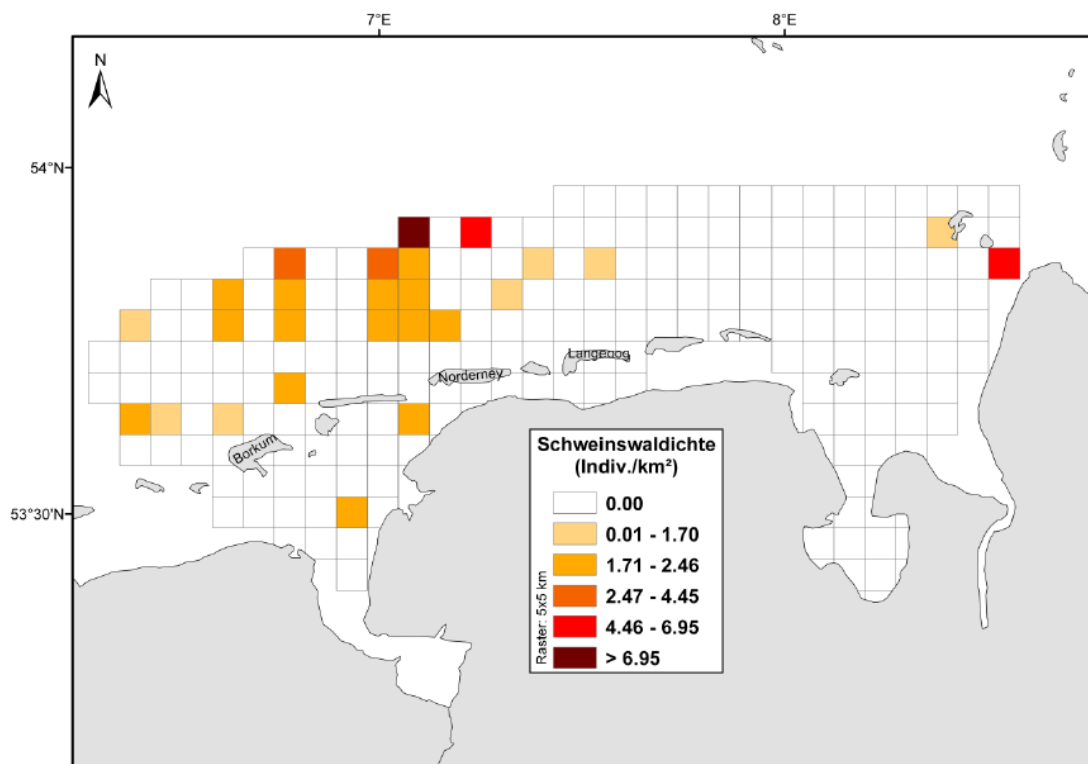 7°E
8°E
N
54°N
53°30'N
Langeoog
Norderney
Borkum
Schweinswaldichte
(Indiv./km²)
0.00
0.01 - 1.70
1.71 - 2.46
2.47 - 4.45
4.46 - 6.95
> 6.95
Raster: 5x5 km